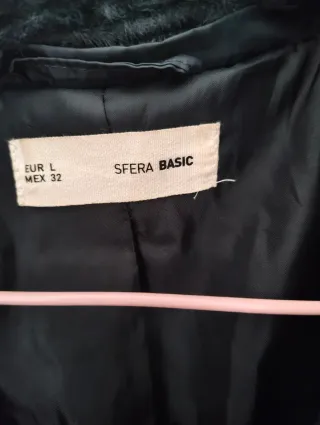 EUR L
MEX 32
SFERA BASIC